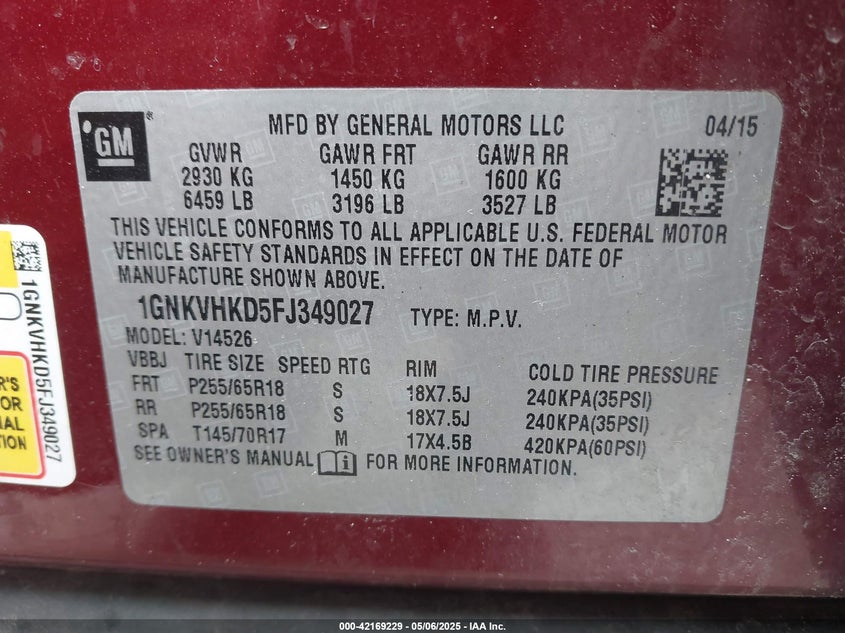 GM
MFD BY GENERAL MOTORS LLC 04/15
GVWR GAWR FRT GAWR RR
2930 KG 1450 KG 1600 KG
6459 LB 3196 LB 3527 LB
THIS VEHICLE CONFORMS TO ALL APPLICABLE U.S. FEDERAL MOTOR
VEHICLE SAFETY STANDARDS IN EFFECT ON THE DATE OF
MANUFACTURE SHOWN ABOVE.
1GNKVHKD5FJ349027 TYPE: M.P.V.
MODEL: V14526
VBBJ TIRE SIZE SPEED RTG RIM COLD TIRE PRESSURE
FRT P255/65R18 S 18X7.5J 240KPA(35PSI)
RR P255/65R18 S 18X7.5J 240KPA(35PSI)
SPA T145/70R17 M 17X4.5B 420KPA(60PSI)
SEE OWNER'S MANUAL FOR MORE INFORMATION.
1GNKVHKD5FJ349027
000-42169229 - 05/06/2025 - IAA Inc.